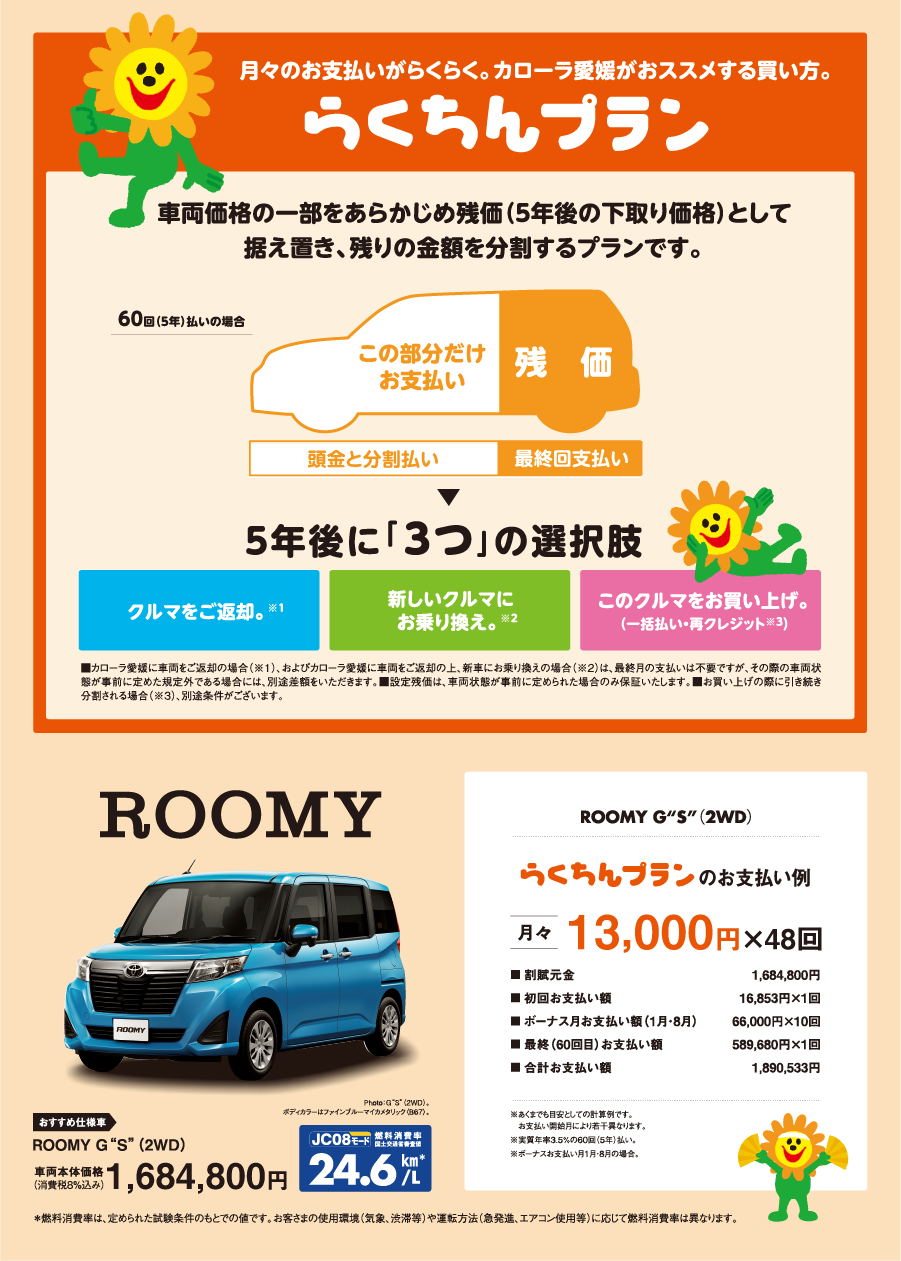 月々のお支払いがらくらく。カローラ愛媛がおススメする買い方。
らくちんプラン
車両価格の一部をあらかじめ残価(5年後の下取り価格)として
据え置き、残りの金額を分割するプランです。
60回(5年)払いの場合
この部分だけ
お支払い
残 価
頭金と分割払い
最終回支払い
5年後に「3つ」の選択肢
クルマをご返却。※1
新しいクルマに
お乗り換え。※2
このクルマをお買い上げ。
(一括払い・再クレジット※3)
■カローラ愛媛に車両をご返却の場合(※1)、およびカローラ愛媛に車両をご返却の上、新車にお乗り換えの場合(※2)は、最終月の支払いは不要ですが、その際の車両状
態が事前に定めた規定外である場合には、別途差額をいただきます。■設定残価は、車両状態が事前に定められた場合のみ保証いたします。■お買い上げの際に引き続き
分割される場合(※3)、別途条件がございます。
ROOMY
ROOMY
Photo:G"S"(2WD)。
ボディカラーはファインブルーマイカメタリック(B67)。
おすすめ仕様車
ROOMY G"S"(2WD)
車両本体価格
(消費税8%込み)
1,684,800円
JC08モード
燃料消費率
国土交通省審査値
24.6km/L*
ROOMY G"S"(2WD)
らくちんプランのお支払い例
月々 13,000円×48回
■割賦元金 1,684,800円
■初回お支払い額 16,853円×1回
■ボーナス月お支払い額(1月・8月) 66,000円×10回
■最終(60回目)お支払い額 589,680円×1回
■合計お支払い額 1,890,533円
※あくまでも目安としての計算例です。
お支払い開始月により若干異なります。
※実質年率3.5%の60回(5年)払い。
※ボーナスお支払い月1月・8月の場合。
*燃料消費率は、定められた試験条件のもとでの値です。お客さまの使用環境(気象、渋滞等)や運転方法(急発進、エアコン使用等)に応じて燃料消費率は異なります。